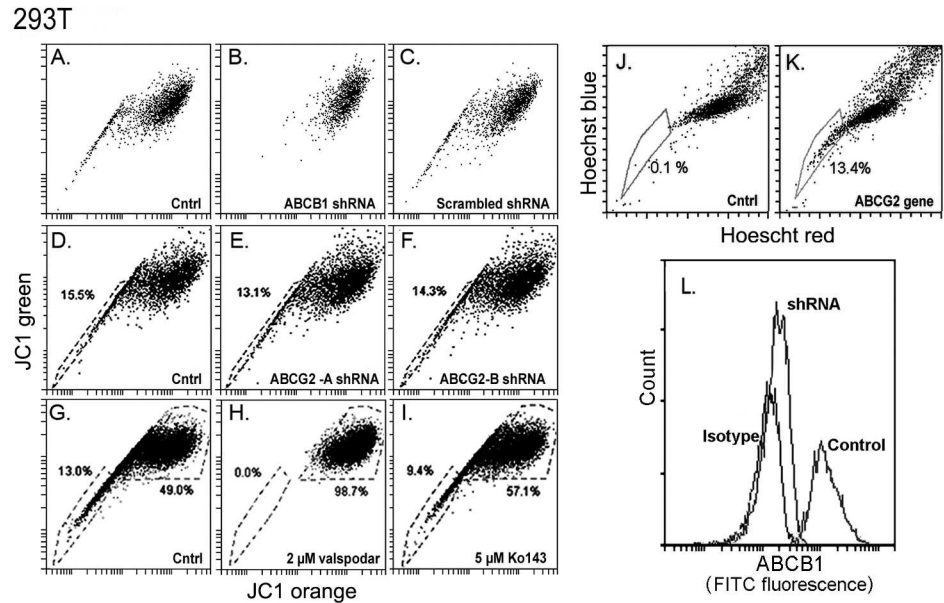 293T
A.
B.
C.
Cntrl
ABCB1 shRNA
Scrambled shRNA
D.
E.
F.
15.5%
13.1%
14.3%
Cntrl
ABCG2 -A shRNA
ABCG2-B shRNA
G.
H.
I.
13.0%
49.0%
0.0%
98.7%
9.4%
57.1%
Cntrl
2 µM valspodar
5 µM Ko143
JC1 green
JC1 orange
J.
K.
0.1 %
13.4%
Cntrl
ABCG2 gene
Hoechst blue
Hoescht red
L.
shRNA
Isotype
Control
Count
ABCB1
(FITC fluorescence)